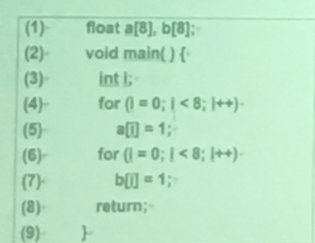 (1) float a[8], b[8];
(2) void main( ) {
(3) int i;
(4) for (i = 0; i < 8; i++)
(5) a[i] = 1;
(6) for (i = 0; i < 8; i++)
(7) b[i] = 1;
(8) return;
(9) }